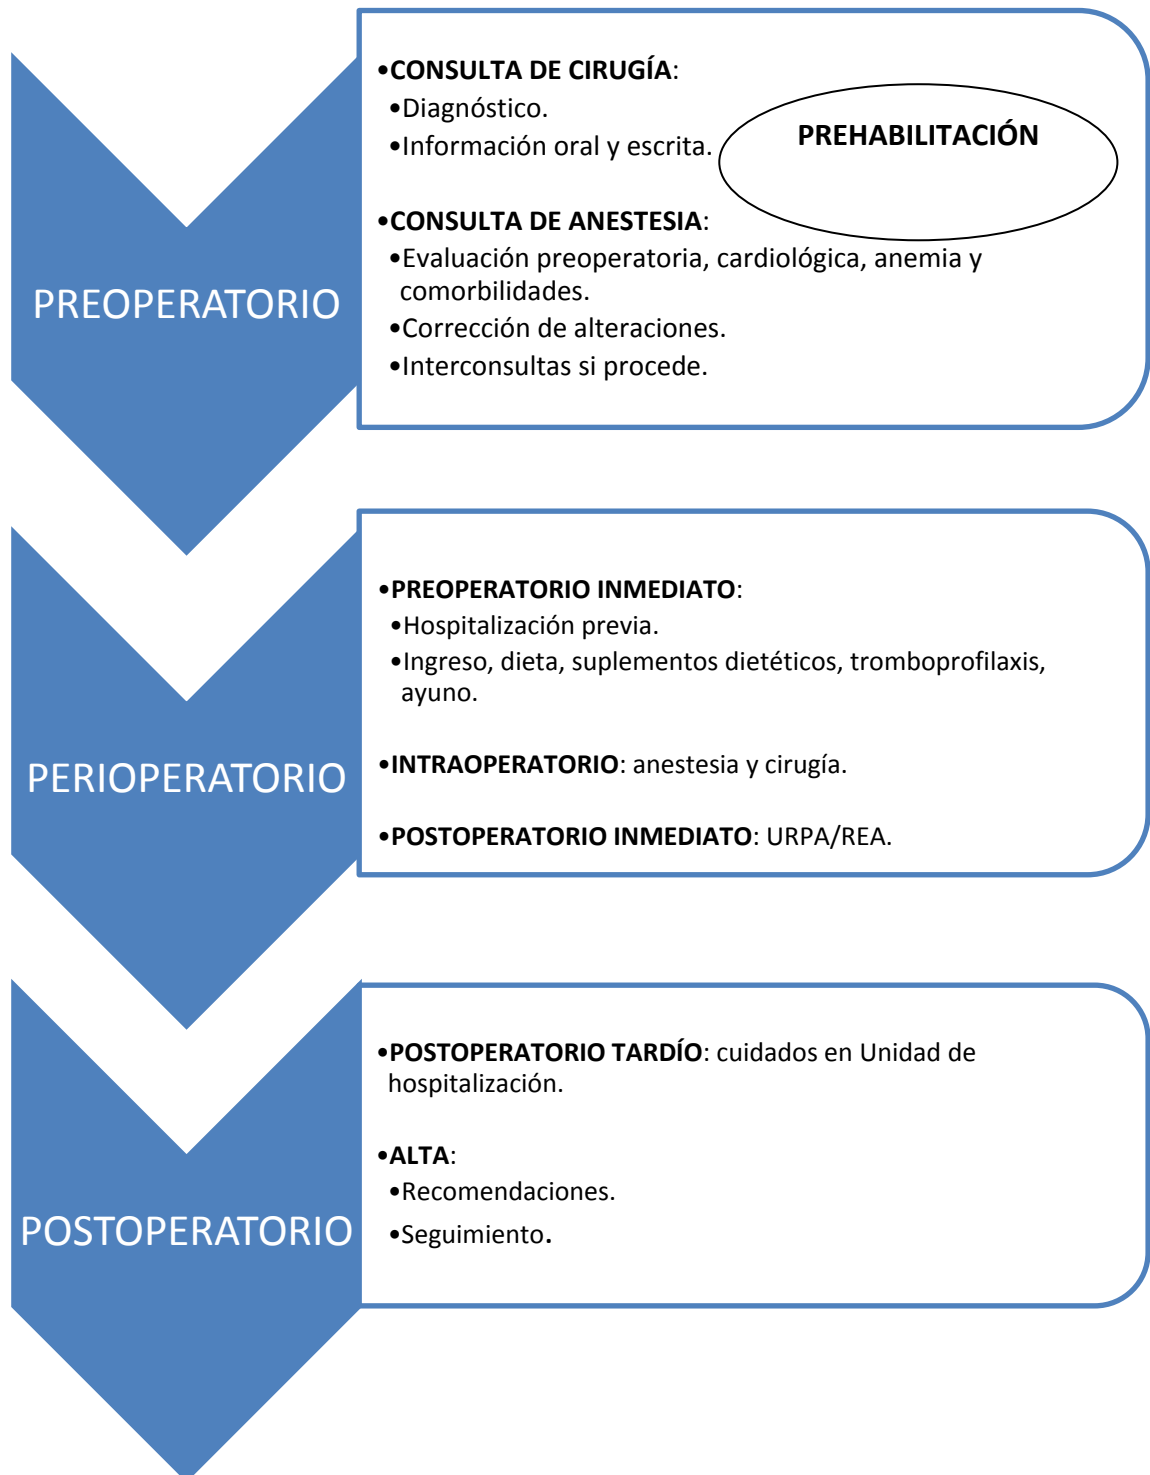 PREOPERATORIO
•CONSULTA DE CIRUGÍA:
•Diagnóstico.
•Información oral y escrita.
PREHABILITACIÓN
•CONSULTA DE ANESTESIA:
•Evaluación preoperatoria, cardiológica, anemia y
comorbilidades.
•Corrección de alteraciones.
•Interconsultas si procede.
PERIOPERATORIO
•PREOPERATORIO INMEDIATO:
•Hospitalización previa.
•Ingreso, dieta, suplementos dietéticos, tromboprofilaxis,
ayuno.
•INTRAOPERATORIO: anestesia y cirugía.
•POSTOPERATORIO INMEDIATO: URPA/REA.
POSTOPERATORIO
•POSTOPERATORIO TARDÍO: cuidados en Unidad de
hospitalización.
•ALTA:
•Recomendaciones.
•Seguimiento.